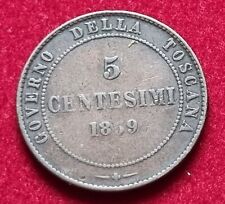 GOVERNO DELLA TOSCANA
5
CENTESIMI
1859